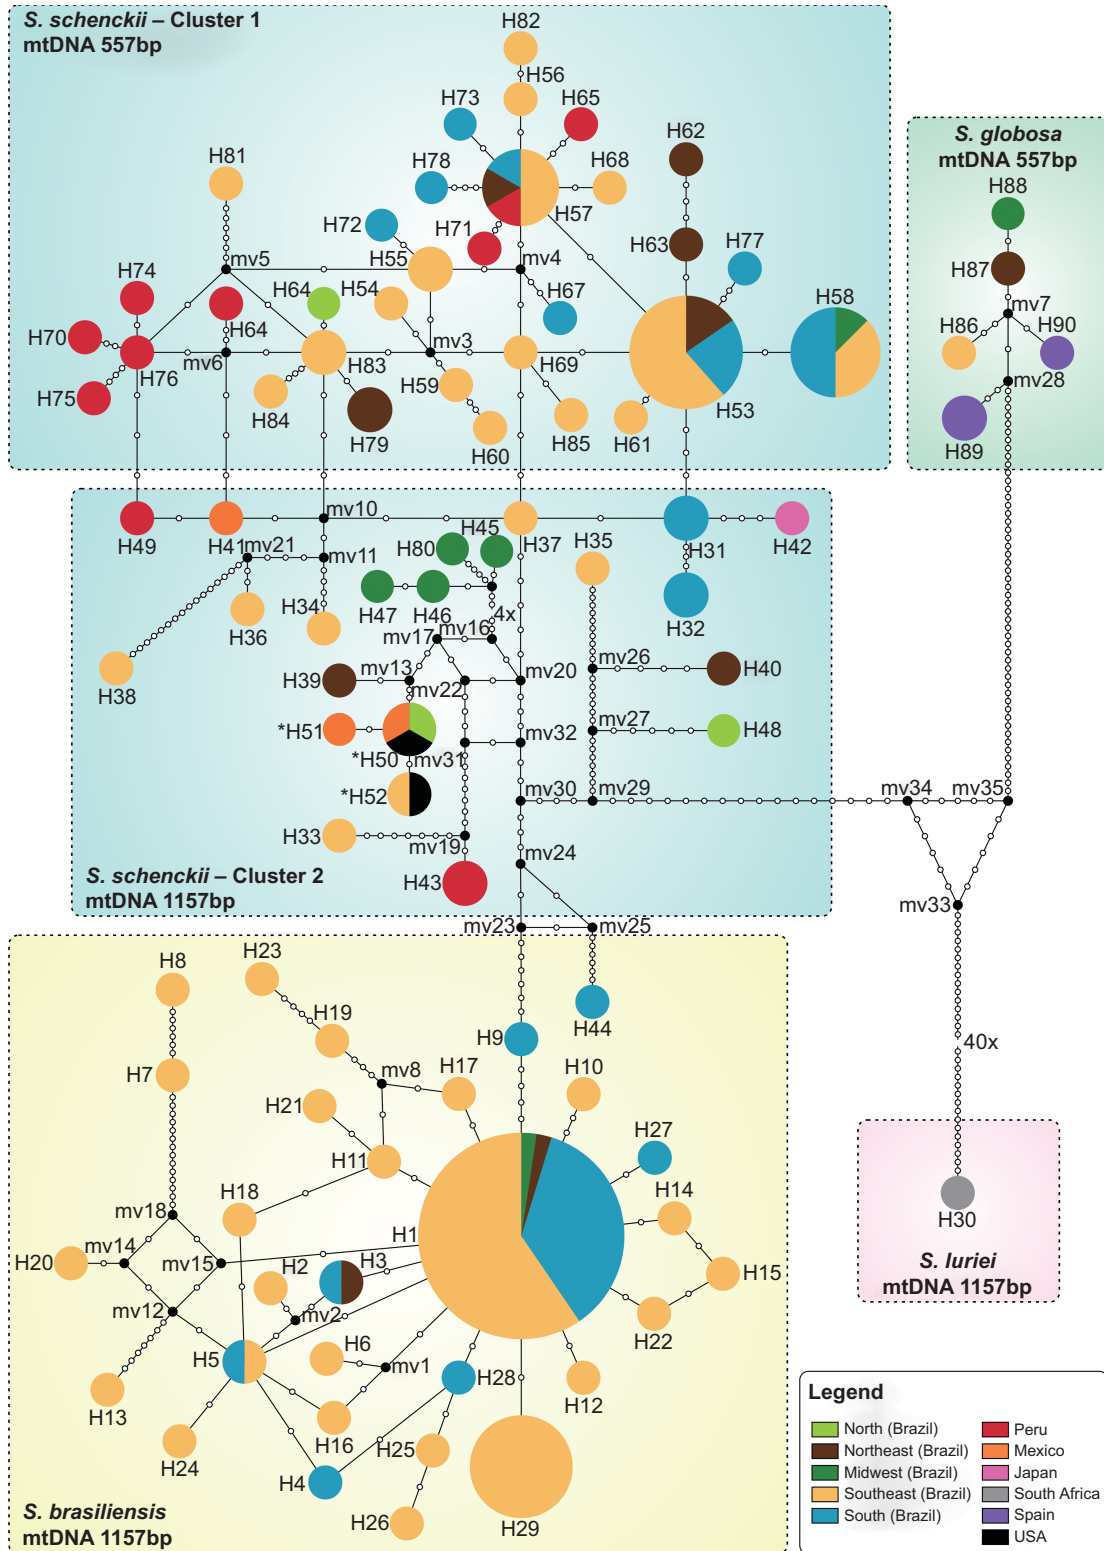 S. schenckii – Cluster 1
mtDNA 557bp
H82
H56
H73
H65
H62
H81
H78
H68
H57
H72
H71
H63
H77
mv5
H55
mv4
H74
H64
H64
H54
H67
H58
H70
mv6
H76
H83
mv3
H69
H75
H84
H59
H53
H79
H60
H85
H61
S. globosa
mtDNA 557bp
H88
H87
mv7
H86
H90
mv28
H89
H49
H41
mv10
H37
H31
H42
mv21
mv11
H80
H45
H35
H47
H46
H34
H36
H32
4x
H38
mv17
mv16
mv13
H39
mv22
mv20
mv26
H40
*H51
*H50
mv31
mv32
mv27
H48
*H52
mv30
mv29
mv34
mv35
H33
mv19
mv24
H43
S. schenckii – Cluster 2
mtDNA 1157bp
mv33
mv23
mv25
H8
H23
H44
H19
H9
40x
H7
mv8
H17
H10
H21
H27
H11
H18
H14
mv18
H1
mv14
mv15
H20
H2
H3
H15
mv12
mv2
H22
H5
H6
mv1
H28
H12
H13
H16
H24
H25
H4
H26
H29
S. brasiliensis
mtDNA 1157bp
H30
S. luriei
mtDNA 1157bp
Legend
North (Brazil)
Northeast (Brazil)
Midwest (Brazil)
Southeast (Brazil)
South (Brazil)
Peru
Mexico
Japan
South Africa
Spain
USA